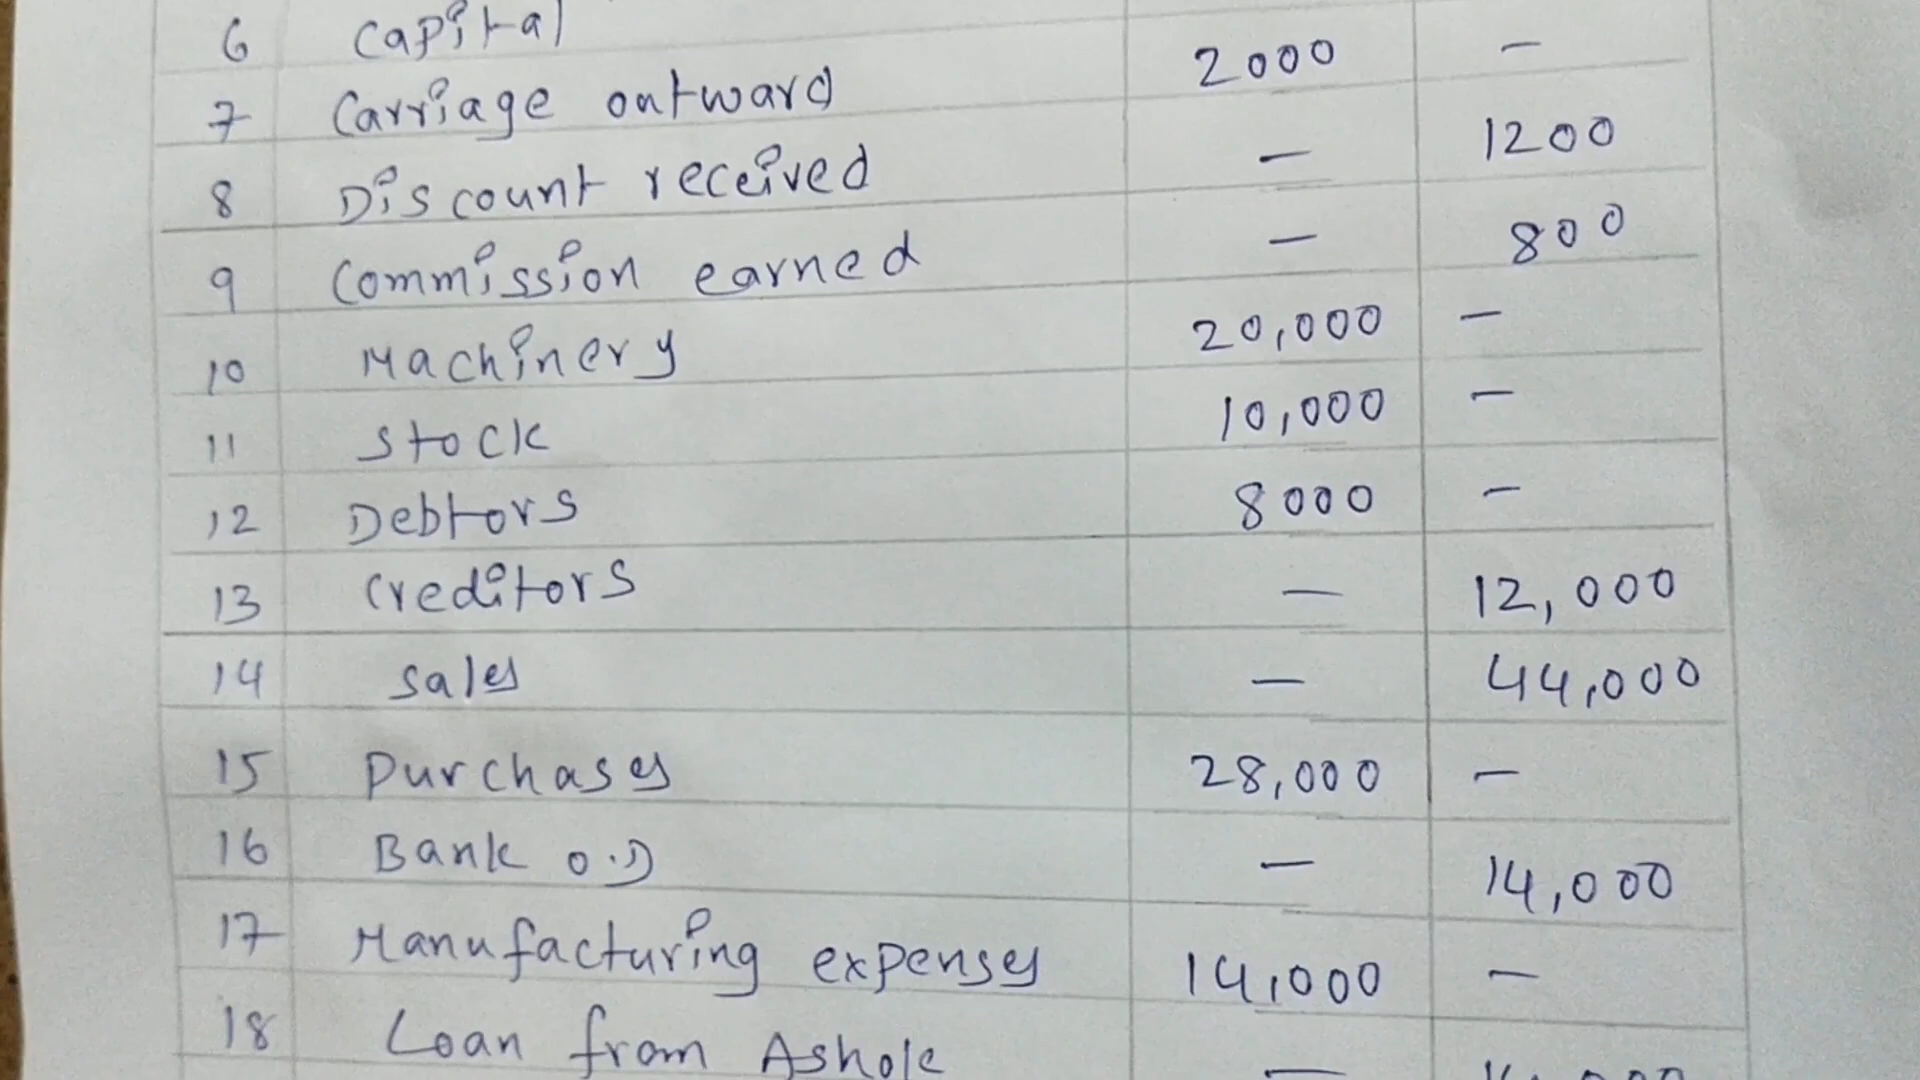 6 Capital
7 Carriage outward 2000 –
8 Discount received – 1200
9 Commission earned – 800
10 Machinery 20,000 –
11 Stock 10,000 –
12 Debtors 8000 –
13 Creditors – 12,000
14 Sales – 44,000
15 Purchases 28,000 –
16 Bank O.D – 14,000
17 Manufacturing expenses 14,000 –
18 Loan from Ashok –